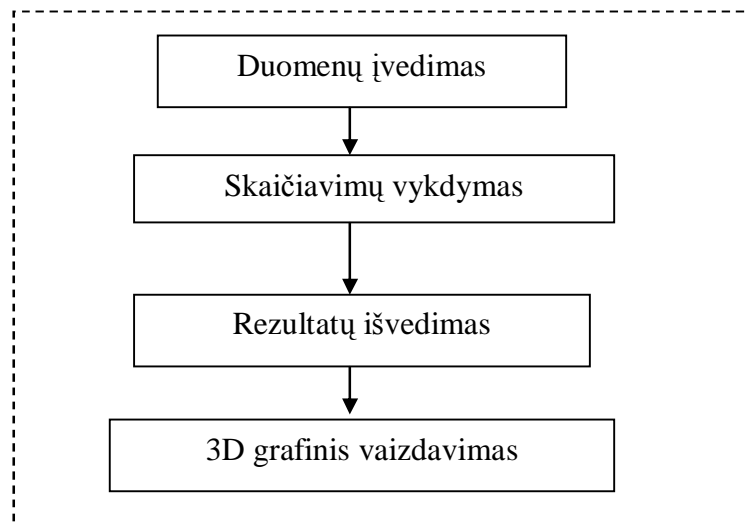 Duomenų įvedimas
Skaičiavimų vykdymas
Rezultatų išvedimas
3D grafinis vaizdavimas